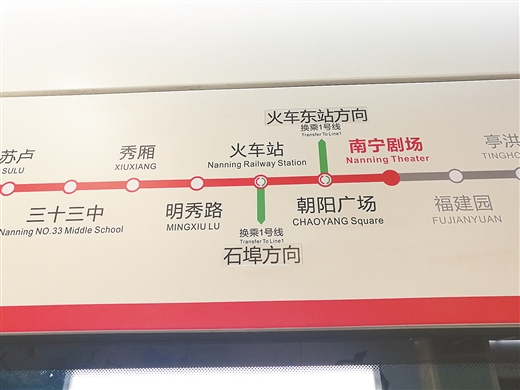 火车东站方向
换乘1号线
Transfer To Line1
苏卢
SULU
秀厢
XIUXIANG
火车站
Nanning Railway Station
南宁剧场
Nanning Theater
亭洪
TINGHO
三十三中
Nanning NO.33 Middle School
明秀路
MINGXIU LU
朝阳广场
CHAOYANG Square
福建园
FUJIANYUAN
换乘1号线
Transfer To Line1
石埠方向